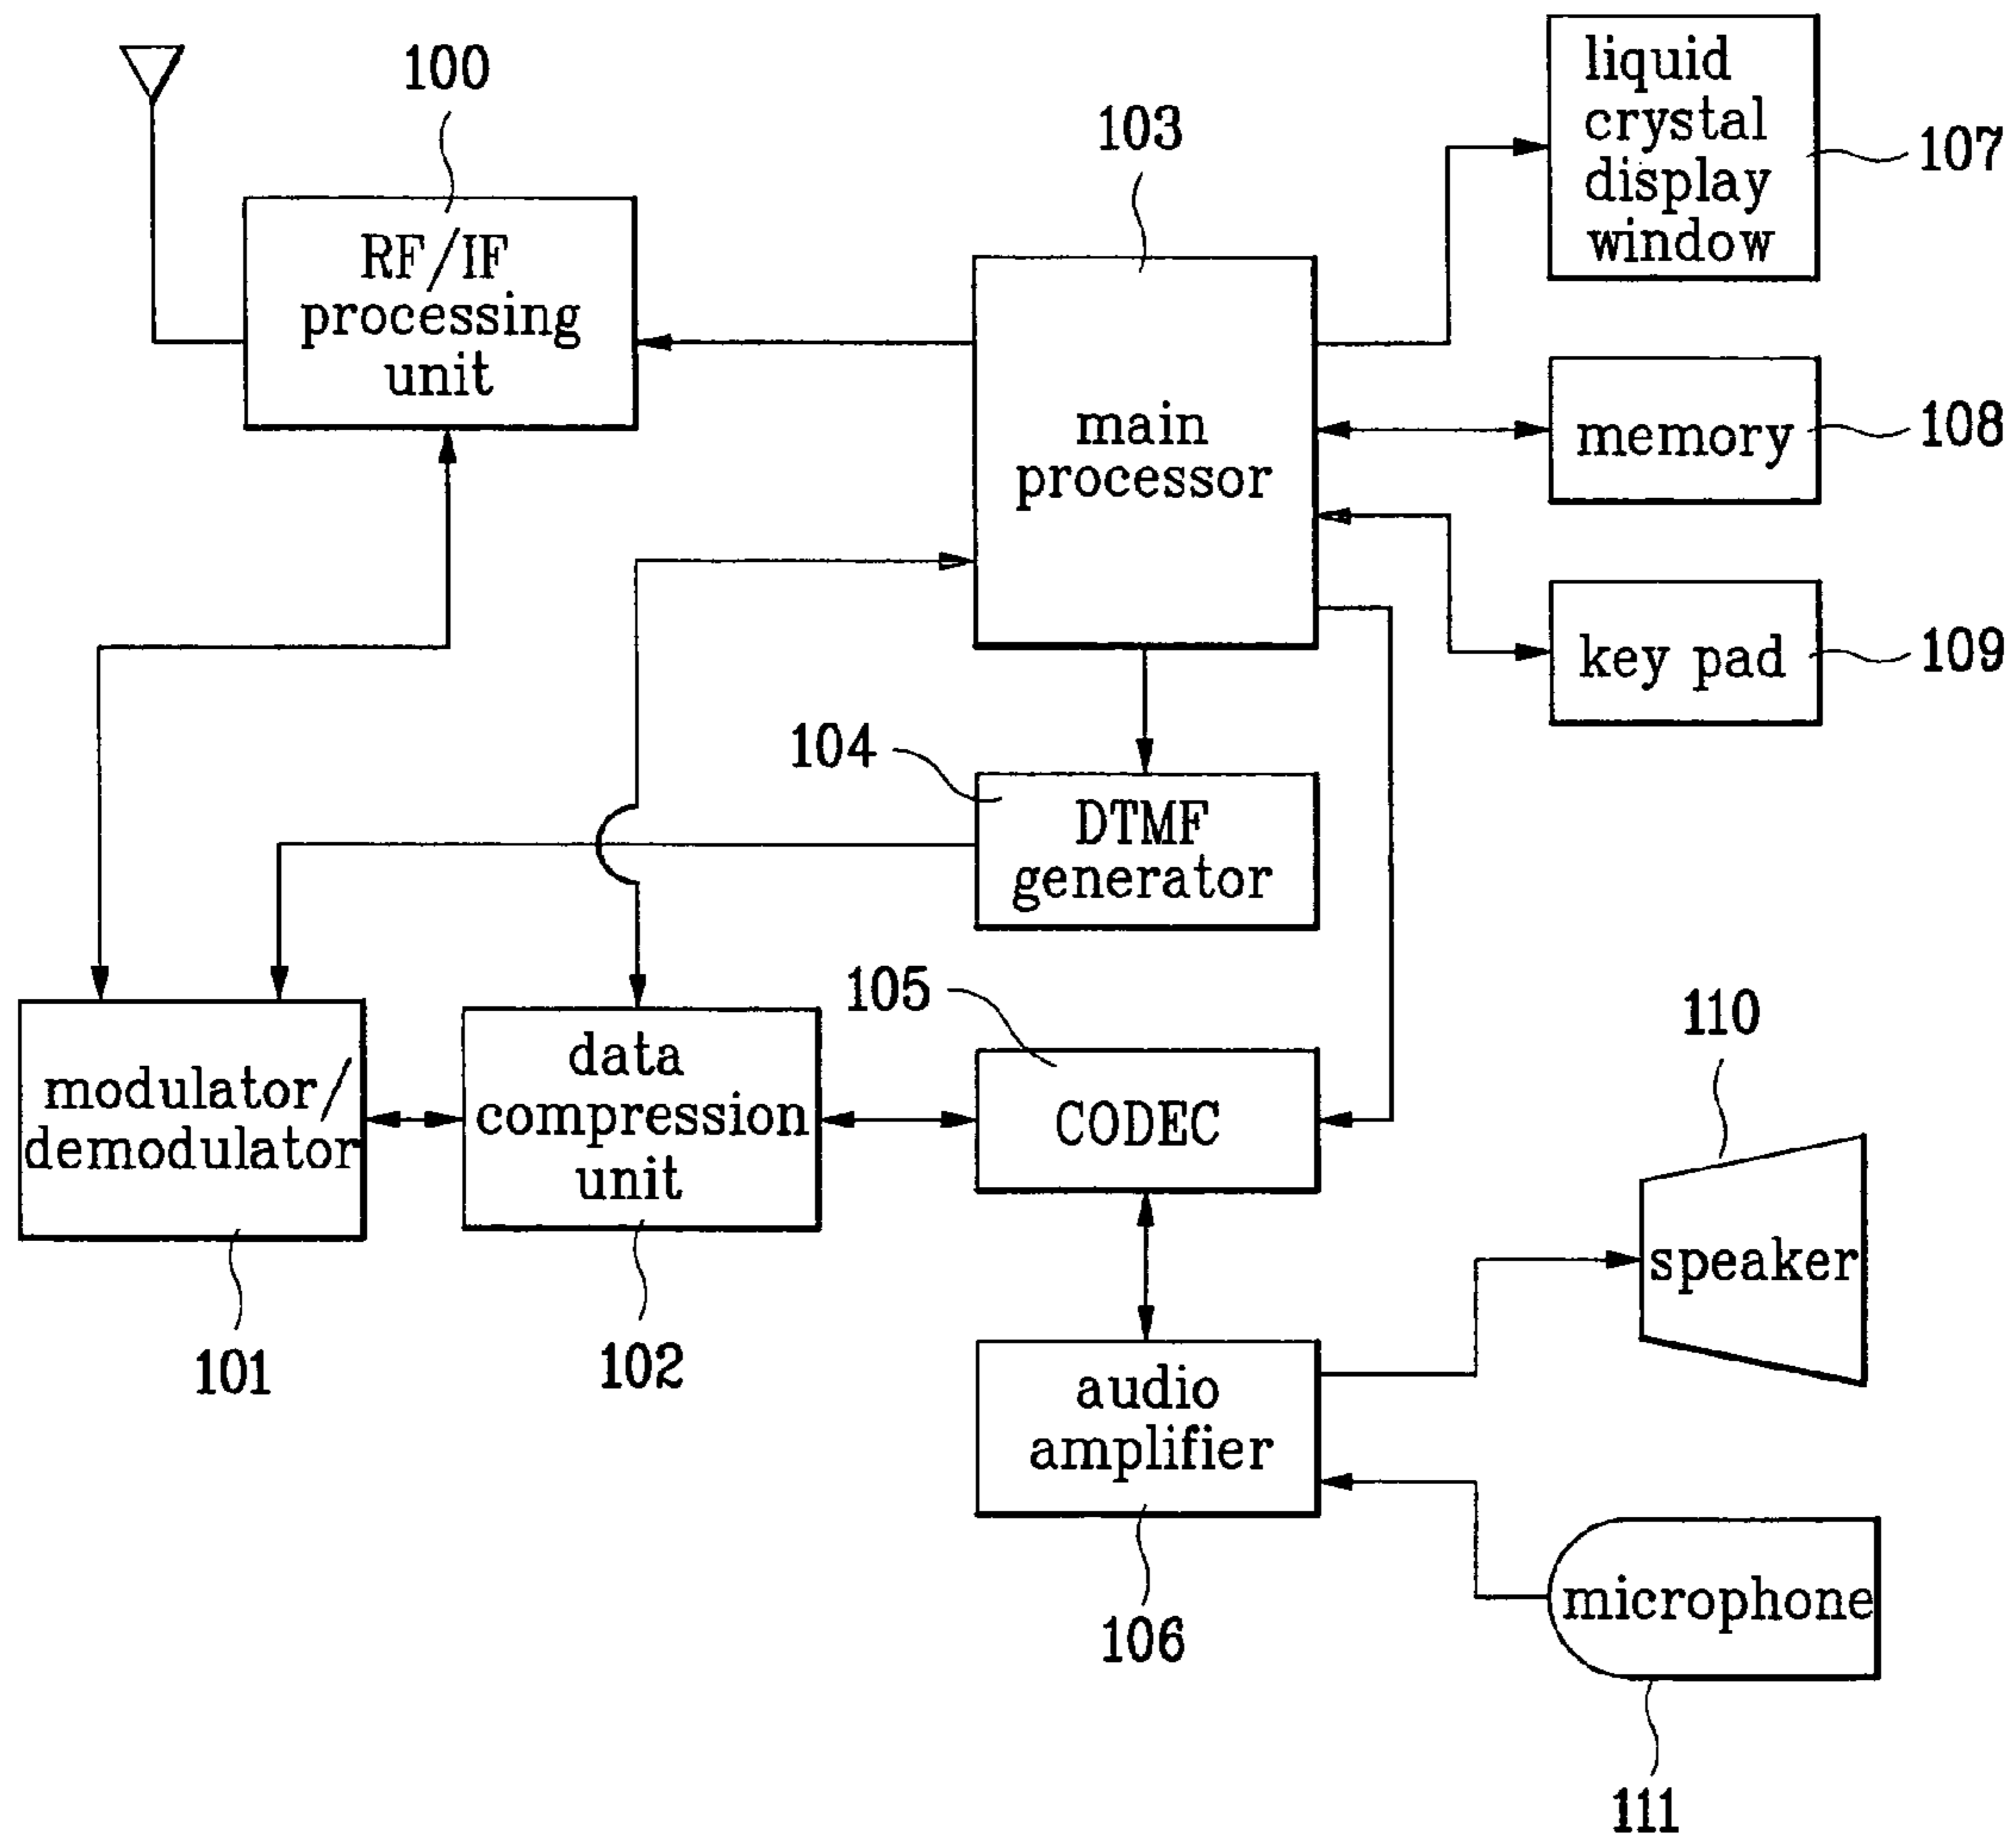 100
RF/IF
processing
unit
103
main
processor
liquid
crystal
display
window
107
memory
108
key pad
109
104
DTMF
generator
105
CODEC
modulator/
demodulator
101
data
compression
unit
102
110
speaker
audio
amplifier
106
microphone
111